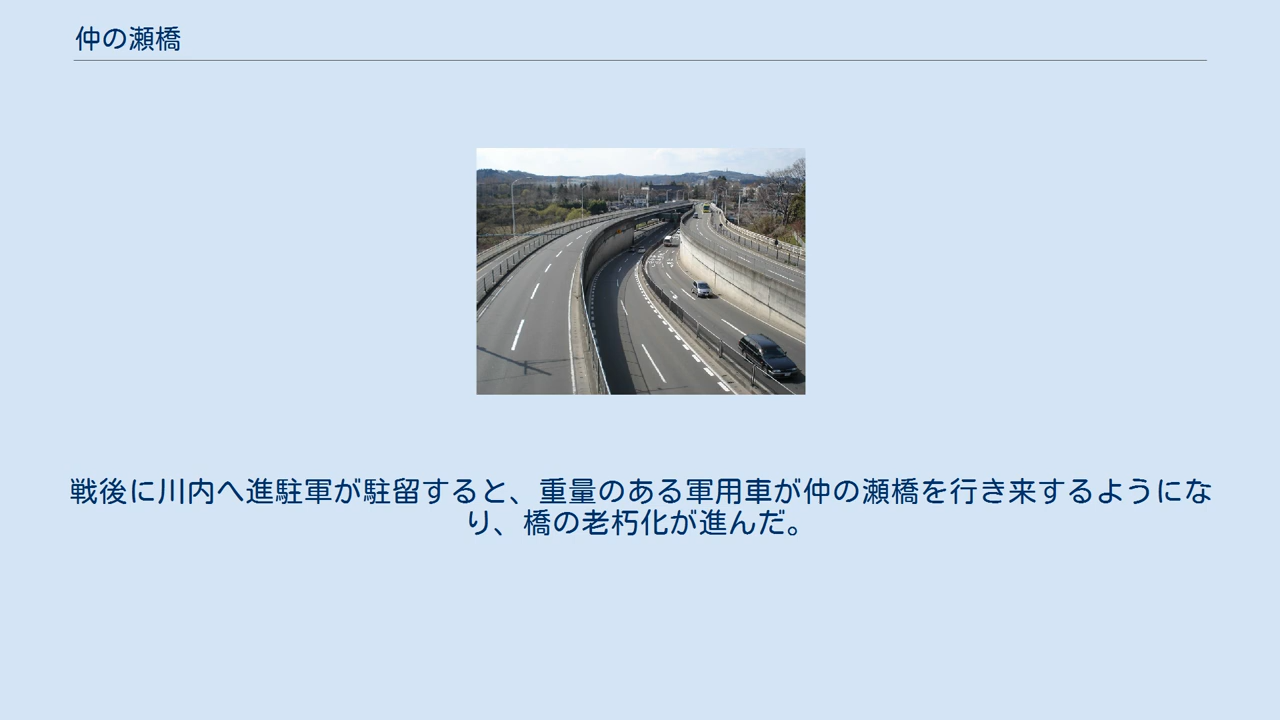 仲の瀬橋
戦後に川内へ進駐軍が駐留すると、重量のある軍用車が仲の瀬橋を行き来するようにな
り、橋の老朽化が進んだ。